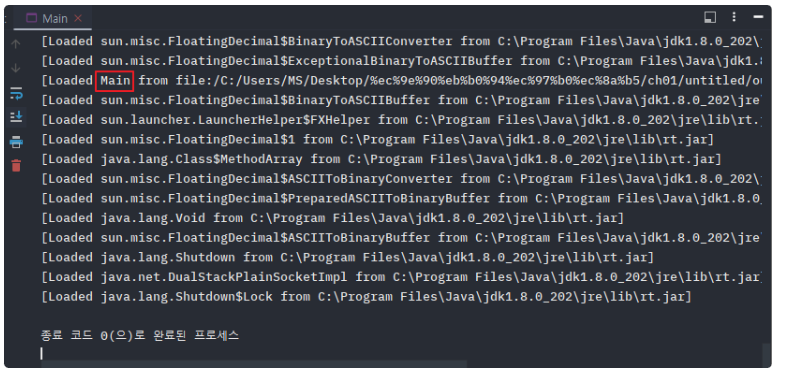 Main
[Loaded sun.misc.FloatingDecimal$BinaryToASCIIConverter from C:\Program Files\Java\jdk1.8.0_202\
[Loaded sun.misc.FloatingDecimal$ExceptionalBinaryToASCIIBuffer from C:\Program Files\Java\jdk1.
[Loaded Main from file:/C:/Users/MS/Desktop/%ec%9e%90%eb%b0%94%ec%97%b0%ec%8a%b5/ch01/untitled/o
[Loaded sun.misc.FloatingDecimal$BinaryToASCIIBuffer from C:\Program Files\Java\jdk1.8.0_202\jre
[Loaded sun.launcher.LauncherHelper$FXHelper from C:\Program Files\Java\jdk1.8.0_202\jre\lib\rt.
[Loaded sun.misc.FloatingDecimal$1 from C:\Program Files\Java\jdk1.8.0_202\jre\lib\rt.jar]
[Loaded java.lang.Class$MethodArray from C:\Program Files\Java\jdk1.8.0_202\jre\lib\rt.jar]
[Loaded sun.misc.FloatingDecimal$ASCIIToBinaryConverter from C:\Program Files\Java\jdk1.8.0_202\
[Loaded sun.misc.FloatingDecimal$PreparedASCIIToBinaryBuffer from C:\Program Files\Java\jdk1.8.0
[Loaded java.lang.Void from C:\Program Files\Java\jdk1.8.0_202\jre\lib\rt.jar]
[Loaded sun.misc.FloatingDecimal$ASCIIToBinaryBuffer from C:\Program Files\Java\jdk1.8.0_202\jre
[Loaded java.lang.Shutdown from C:\Program Files\Java\jdk1.8.0_202\jre\lib\rt.jar]
[Loaded java.net.DualStackPlainSocketImpl from C:\Program Files\Java\jdk1.8.0_202\jre\lib\rt.jar
[Loaded java.lang.Shutdown$Lock from C:\Program Files\Java\jdk1.8.0_202\jre\lib\rt.jar]
종료 코드 0(으)로 완료된 프로세스